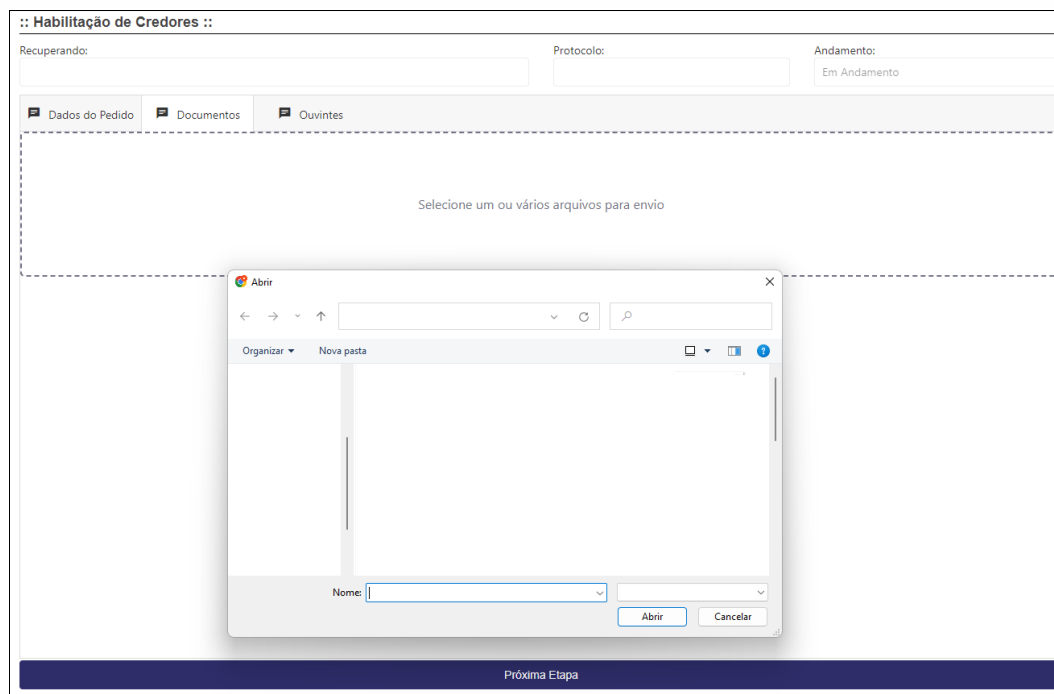 :: Habilitação de Credores ::
Recuperando: Protocolo: Andamento:
Em Andamento
Dados do Pedido Documentos Ouvintes
Selecione um ou vários arquivos para envio
Abrir
Organizar Nova pasta
Nome:
Abrir Cancelar
Próxima Etapa